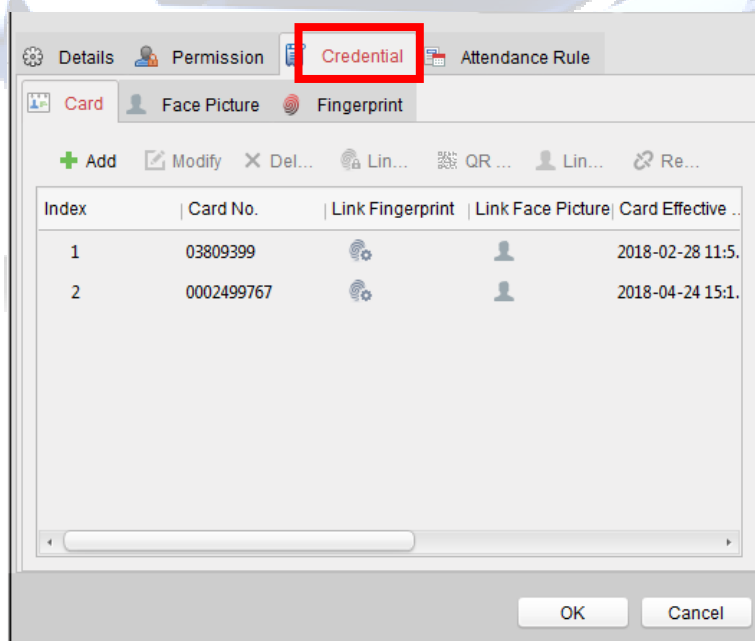 Details Permission Credential Attendance Rule
Card Face Picture Fingerprint
Add Modify Del... Lin... QR ... Lin... Re...
Index Card No. Link Fingerprint Link Face Picture Card Effective ..
1 03809399 2018-02-28 11:5.
2 0002499767 2018-04-24 15:1.
OK Cancel